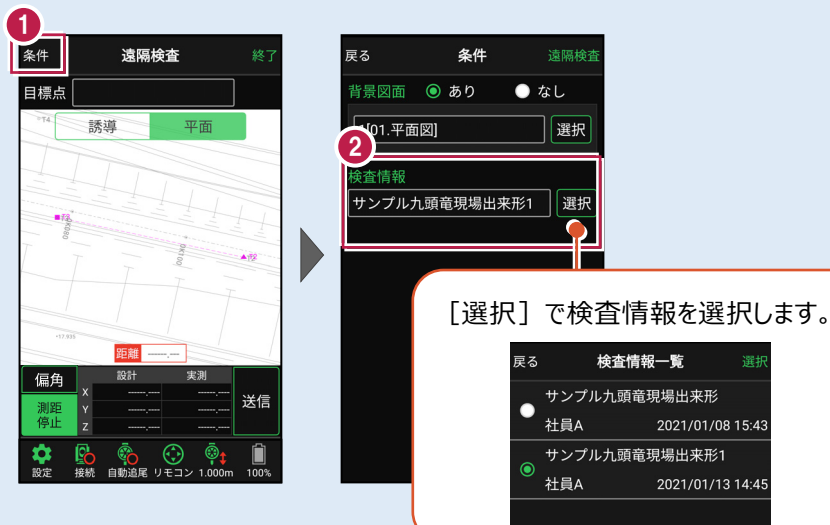 1
条件 遠隔検査 終了
目標点
誘導 平面
T4
DK080
DK100
+17.935
距離 -----.---
偏角 設計 実測
X -----.--- -----.---
測距停止 Y -----.--- -----.--- 送信
Z -----.--- -----.---
設定 接続 自動追尾 リモコン 1.000m 100%
戻る 条件 遠隔検査
背景図面 あり なし
[01.平面図] 選択
2
検査情報
サンプル九頭竜現場出来形1 選択
［選択］で検査情報を選択します。
戻る 検査情報一覧 選択
サンプル九頭竜現場出来形
社員A 2021/01/08 15:43
サンプル九頭竜現場出来形1
社員A 2021/01/13 14:45